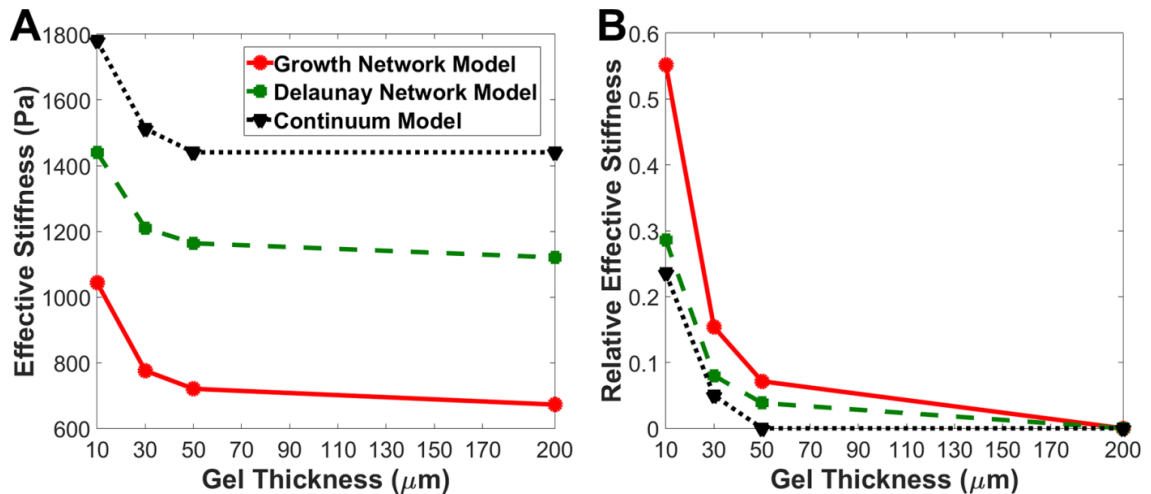 A
Effective Stiffness (Pa)
1800
1600
1400
1200
1000
800
600
Growth Network Model
Delaunay Network Model
Continuum Model
10 30 50 70 90 110 130 150 170 200
Gel Thickness (μm)
B
Relative Effective Stiffness
0.6
0.5
0.4
0.3
0.2
0.1
0
10 30 50 70 90 110 130 150 170 200
Gel Thickness (μm)